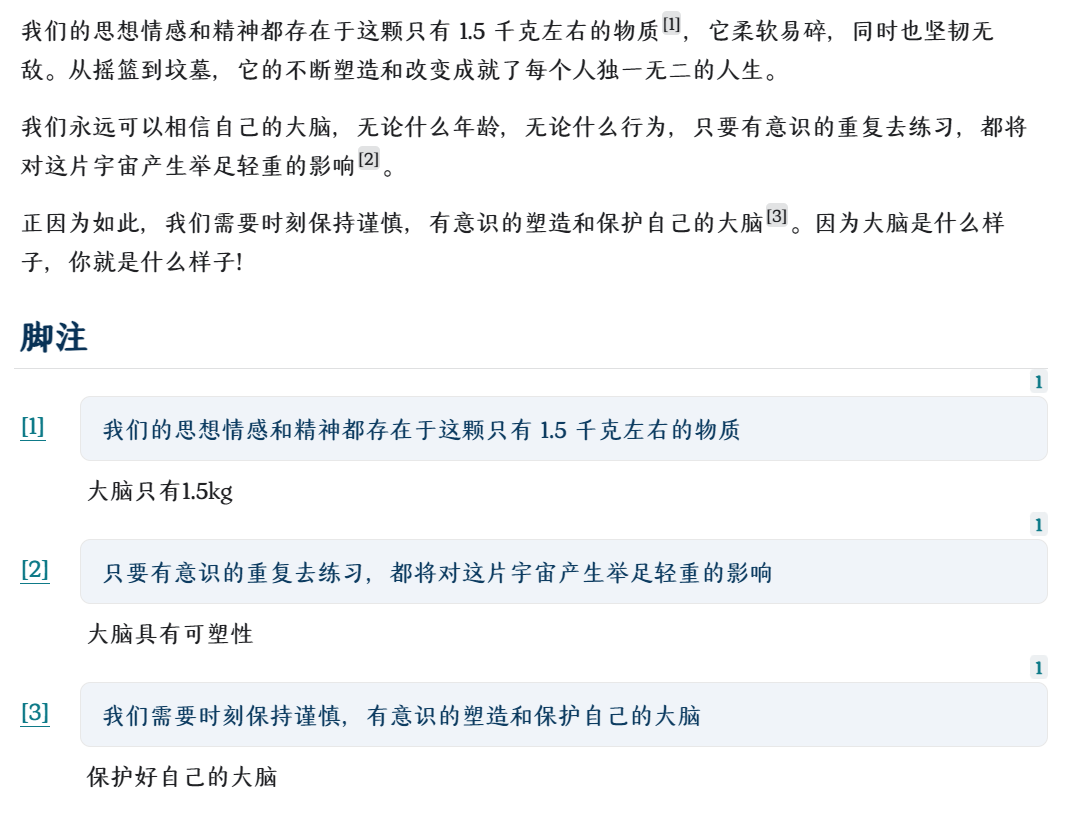 我们的思想情感和精神都存在于这颗只有 1.5 千克左右的物质[1]，它柔软易碎，同时也坚韧无
敌。从摇篮到坟墓，它的不断塑造和改变成就了每个人独一无二的人生。
我们永远可以相信自己的大脑，无论什么年龄，无论什么行为，只要有意识的重复去练习，都将
对这片宇宙产生举足轻重的影响[2]。
正因为如此，我们需要时刻保持谨慎，有意识的塑造和保护自己的大脑[3]。因为大脑是什么样
子，你就是什么样子!
脚注
1
[1] 我们的思想情感和精神都存在于这颗只有 1.5 千克左右的物质
大脑只有1.5kg
1
[2] 只要有意识的重复去练习，都将对这片宇宙产生举足轻重的影响
大脑具有可塑性
1
[3] 我们需要时刻保持谨慎，有意识的塑造和保护自己的大脑
保护好自己的大脑